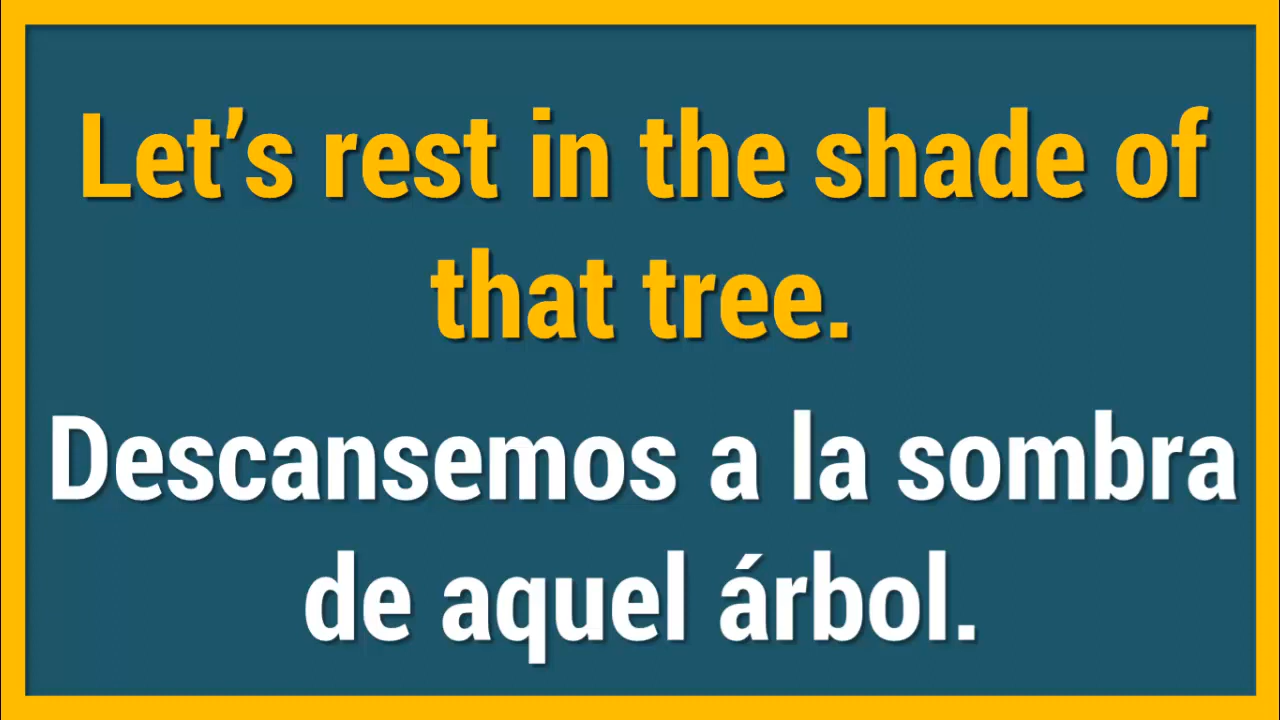 Let’s rest in the shade of
that tree.
Descansemos a la sombra
de aquel árbol.